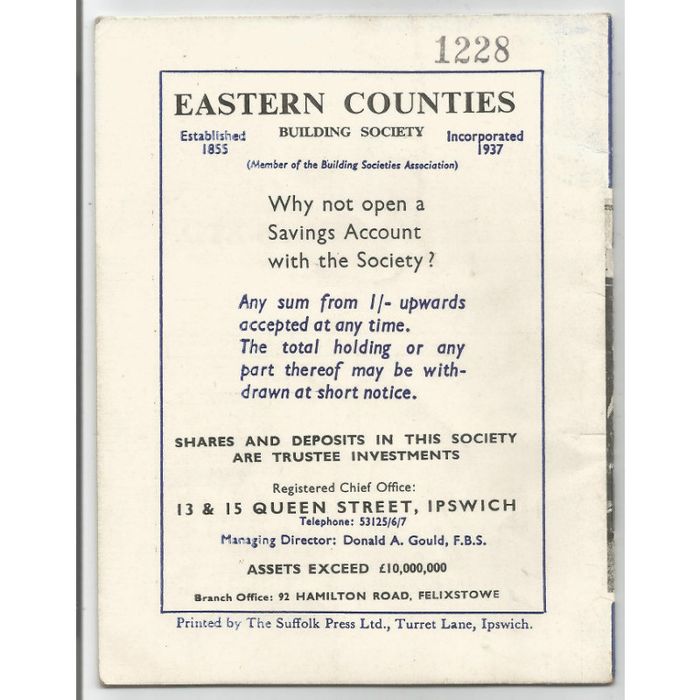 1228
EASTERN COUNTIES
BUILDING SOCIETY
Established
1855
Incorporated
1937
(Member of the Building Societies Association)
Why not open a
Savings Account
with the Society?
Any sum from 1/- upwards
accepted at any time.
The total holding or any
part thereof may be with-
drawn at short notice.
SHARES AND DEPOSITS IN THIS SOCIETY
ARE TRUSTEE INVESTMENTS
Registered Chief Office:
13 & 15 QUEEN STREET, IPSWICH
Telephone: 53125/6/7
Managing Director: Donald A. Gould, F.B.S.
ASSETS EXCEED £10,000,000
Branch Office: 92 HAMILTON ROAD, FELIXSTOWE
Printed by The Suffolk Press Ltd., Turret Lane, Ipswich.